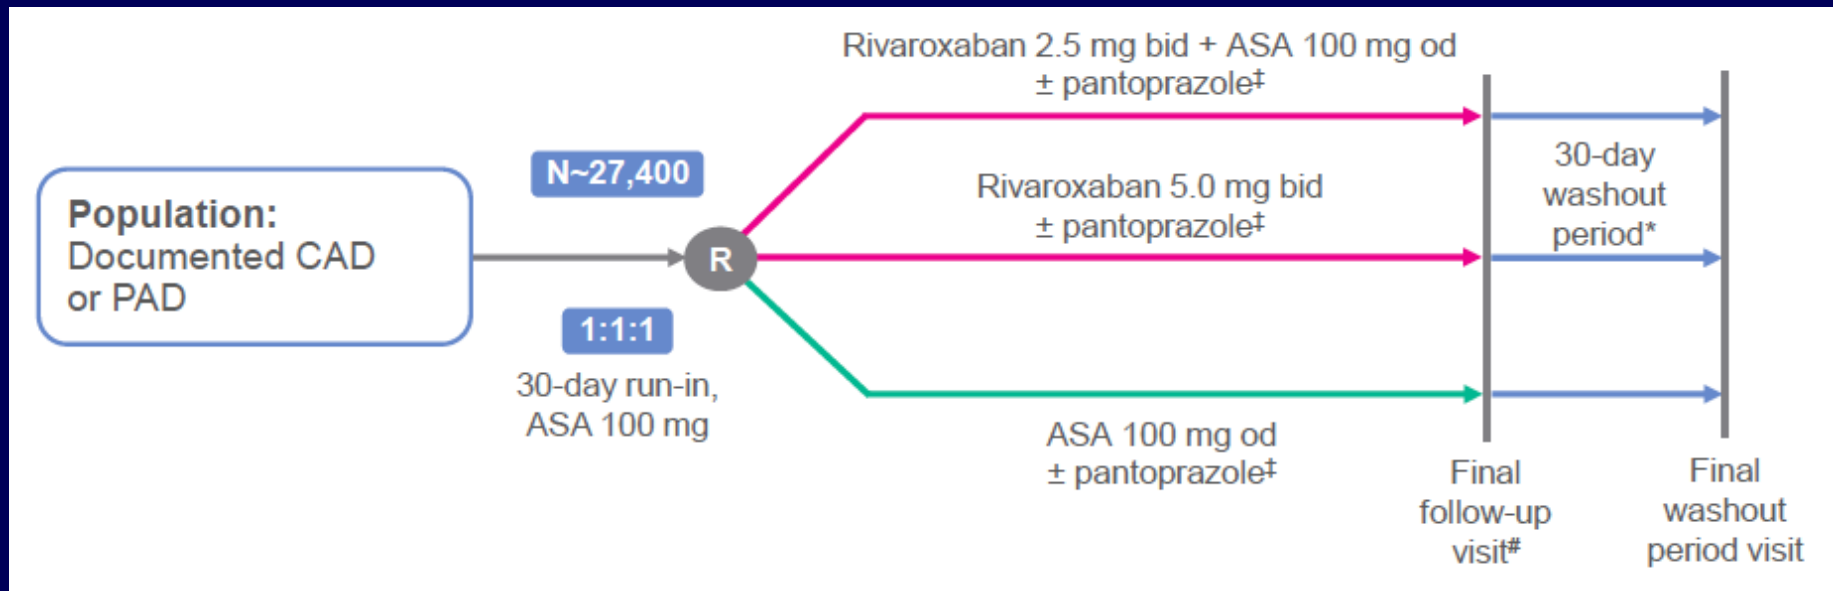 Rivaroxaban 2.5 mg bid + ASA 100 mg od
± pantoprazole‡
N~27,400
Population:
Documented CAD
or PAD
R
1:1:1
30-day run-in,
ASA 100 mg
Rivaroxaban 5.0 mg bid
± pantoprazole‡
30-day
washout
period*
ASA 100 mg od
± pantoprazole‡
Final
follow-up
visit#
Final
washout
period visit